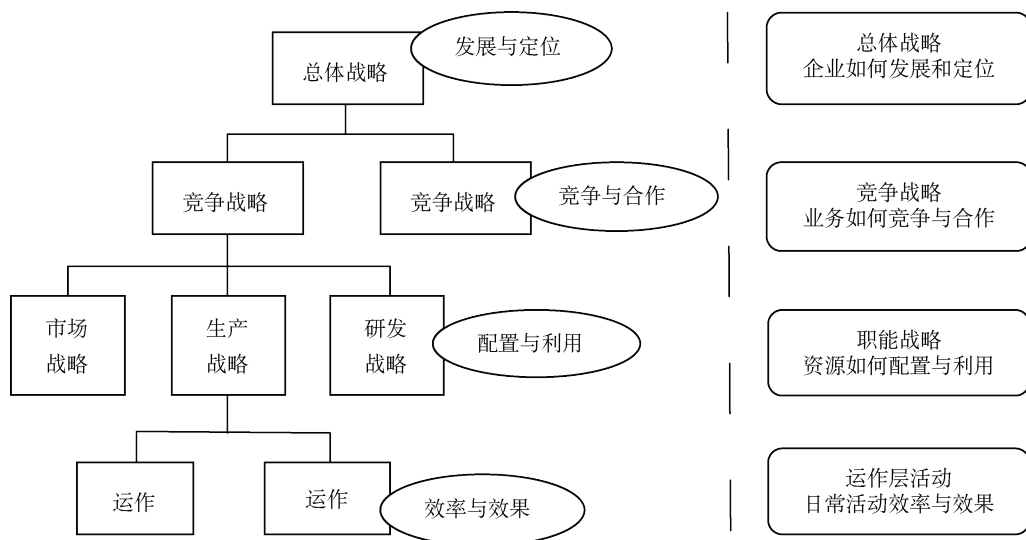 发展与定位
总体战略
总体战略
企业如何发展和定位
竞争战略
竞争战略
竞争与合作
竞争战略
业务如何竞争与合作
市场
战略
生产
战略
研发
战略
配置与利用
职能战略
资源如何配置与利用
运作
运作
效率与效果
运作层活动
日常活动效率与效果